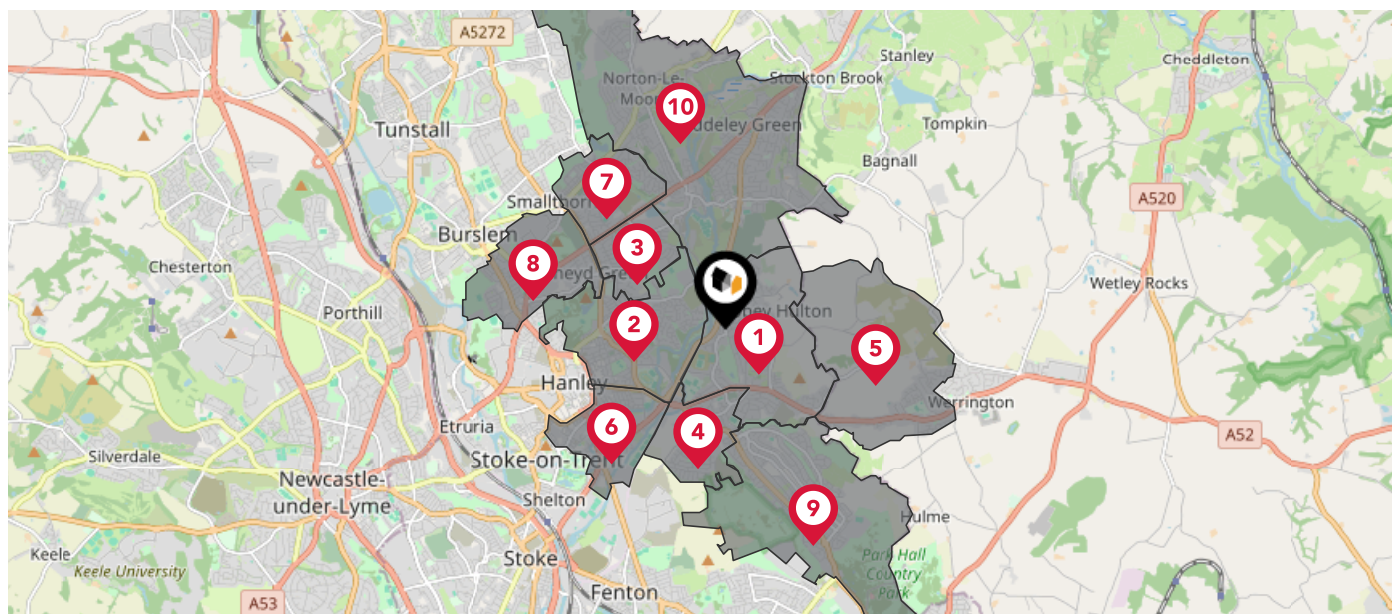 A5272
Stanley
Cheddleton
Norton-Le-
Stockton Brook
10
Tunstall
Tompkin
Bagnall
7
A520
Burslem
3
8
Chesterton
Wetley Rocks
Porthill
2
1
5
Hanley
Werrington
Etruria
6
4
A52
Silverdale
Stoke-on-Trent
Newcastle-
under-Lyme
Shelton
9
Hulme
Keele
Stoke
Park Hall
Country
Park
Keele University
Fenton
A53